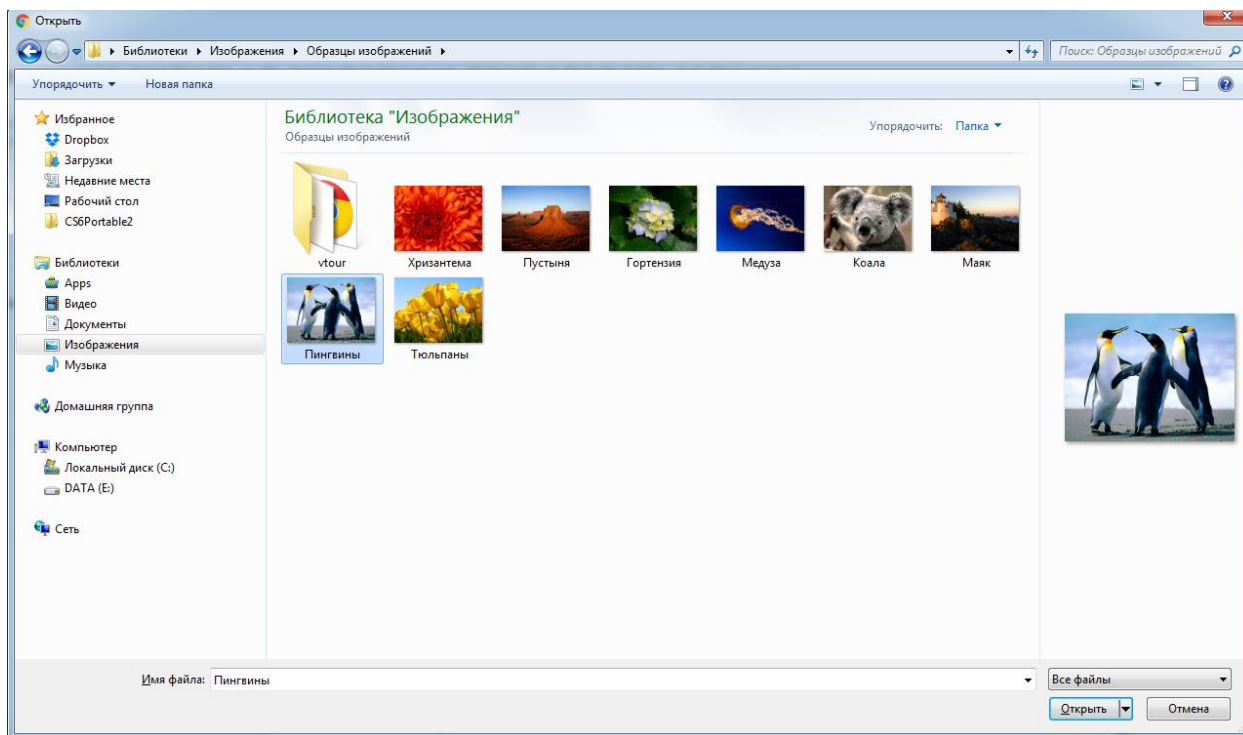 Открыть
Библиотеки ▸ Изображения ▸ Образцы изображений ▸
Поиск: Образцы изображений
Упорядочить
Новая папка
Избранное
Dropbox
Загрузки
Недавние места
Рабочий стол
CS6Portable2
Библиотеки
Apps
Видео
Документы
Изображения
Музыка
Домашняя группа
Компьютер
Локальный диск (C:)
DATA (E:)
Сеть
Библиотека "Изображения"
Образцы изображений
Упорядочить: Папка
vtour Хризантема Пустыня Гортензия Медуза Коала Маяк
Пингвины Тюльпаны
Имя файла: Пингвины
Все файлы
Открыть Отмена